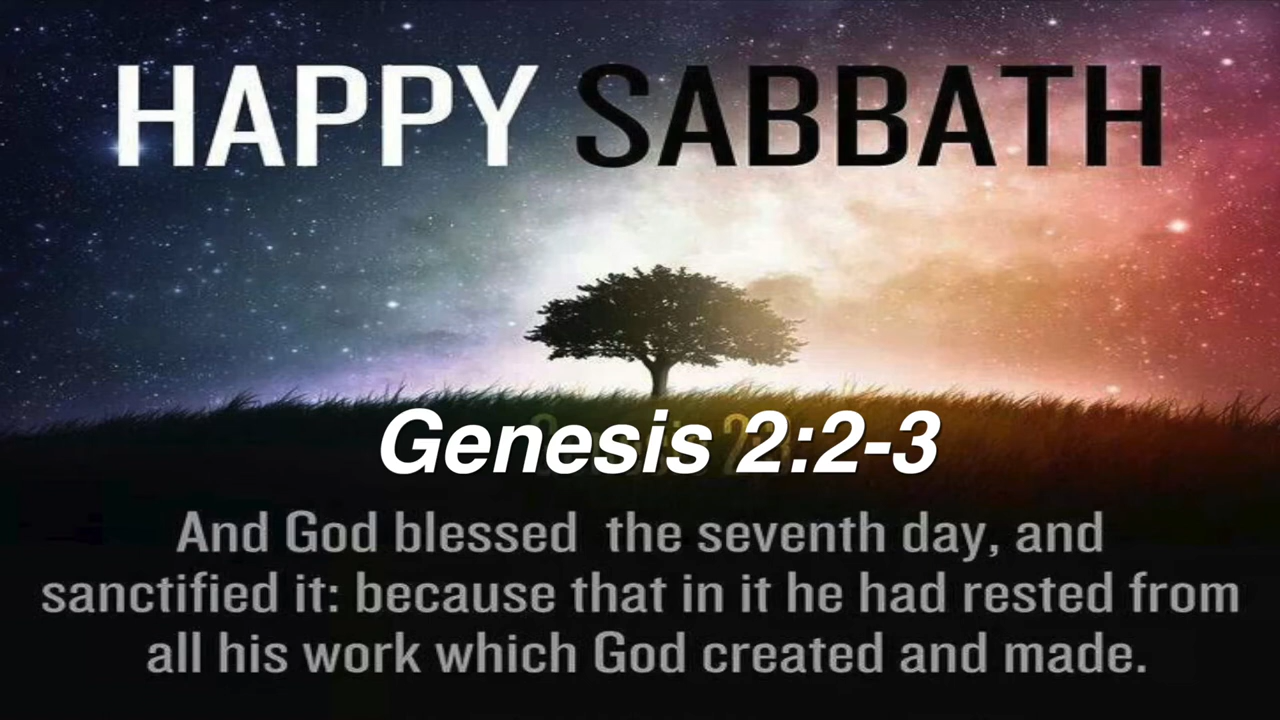 HAPPY SABBATH
Genesis 2:2-3
And God blessed the seventh day, and
sanctified it: because that in it he had rested from
all his work which God created and made.